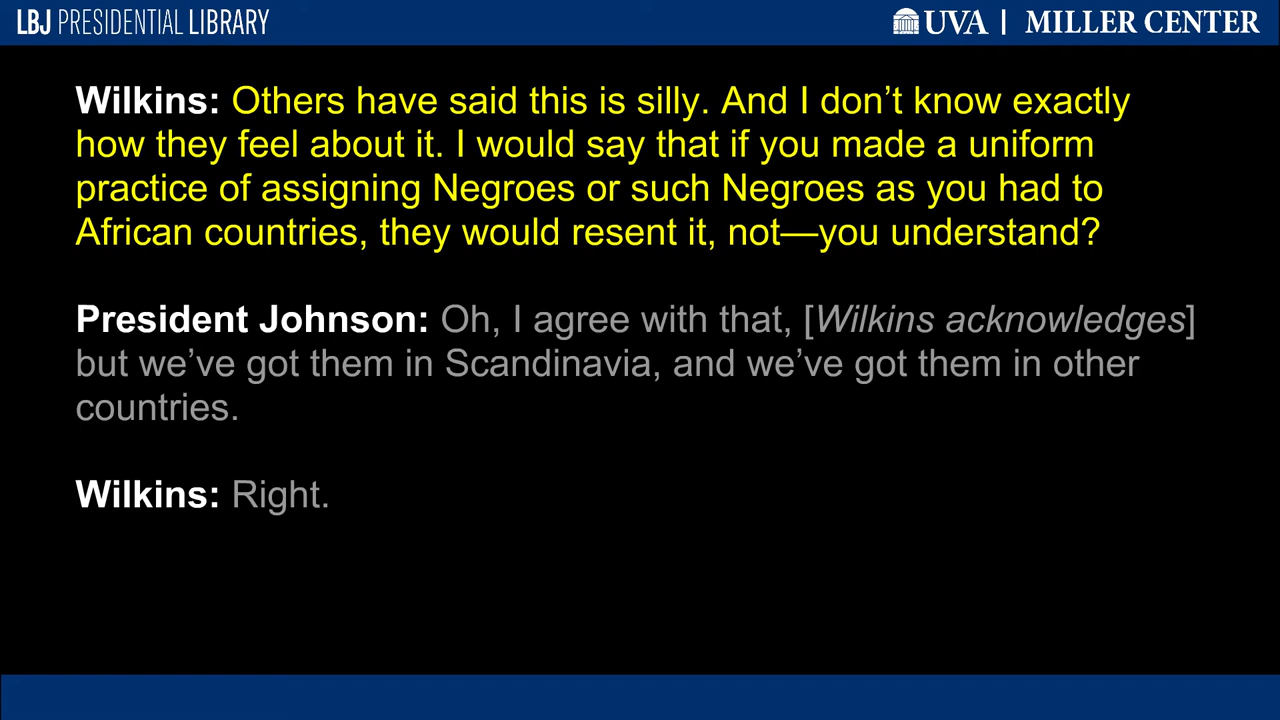 LBJ PRESIDENTIAL LIBRARY
UVA | MILLER CENTER
Wilkins: Others have said this is silly. And I don’t know exactly
how they feel about it. I would say that if you made a uniform
practice of assigning Negroes or such Negroes as you had to
African countries, they would resent it, not—you understand?
President Johnson: Oh, I agree with that, [Wilkins acknowledges]
but we’ve got them in Scandinavia, and we’ve got them in other
countries.
Wilkins: Right.